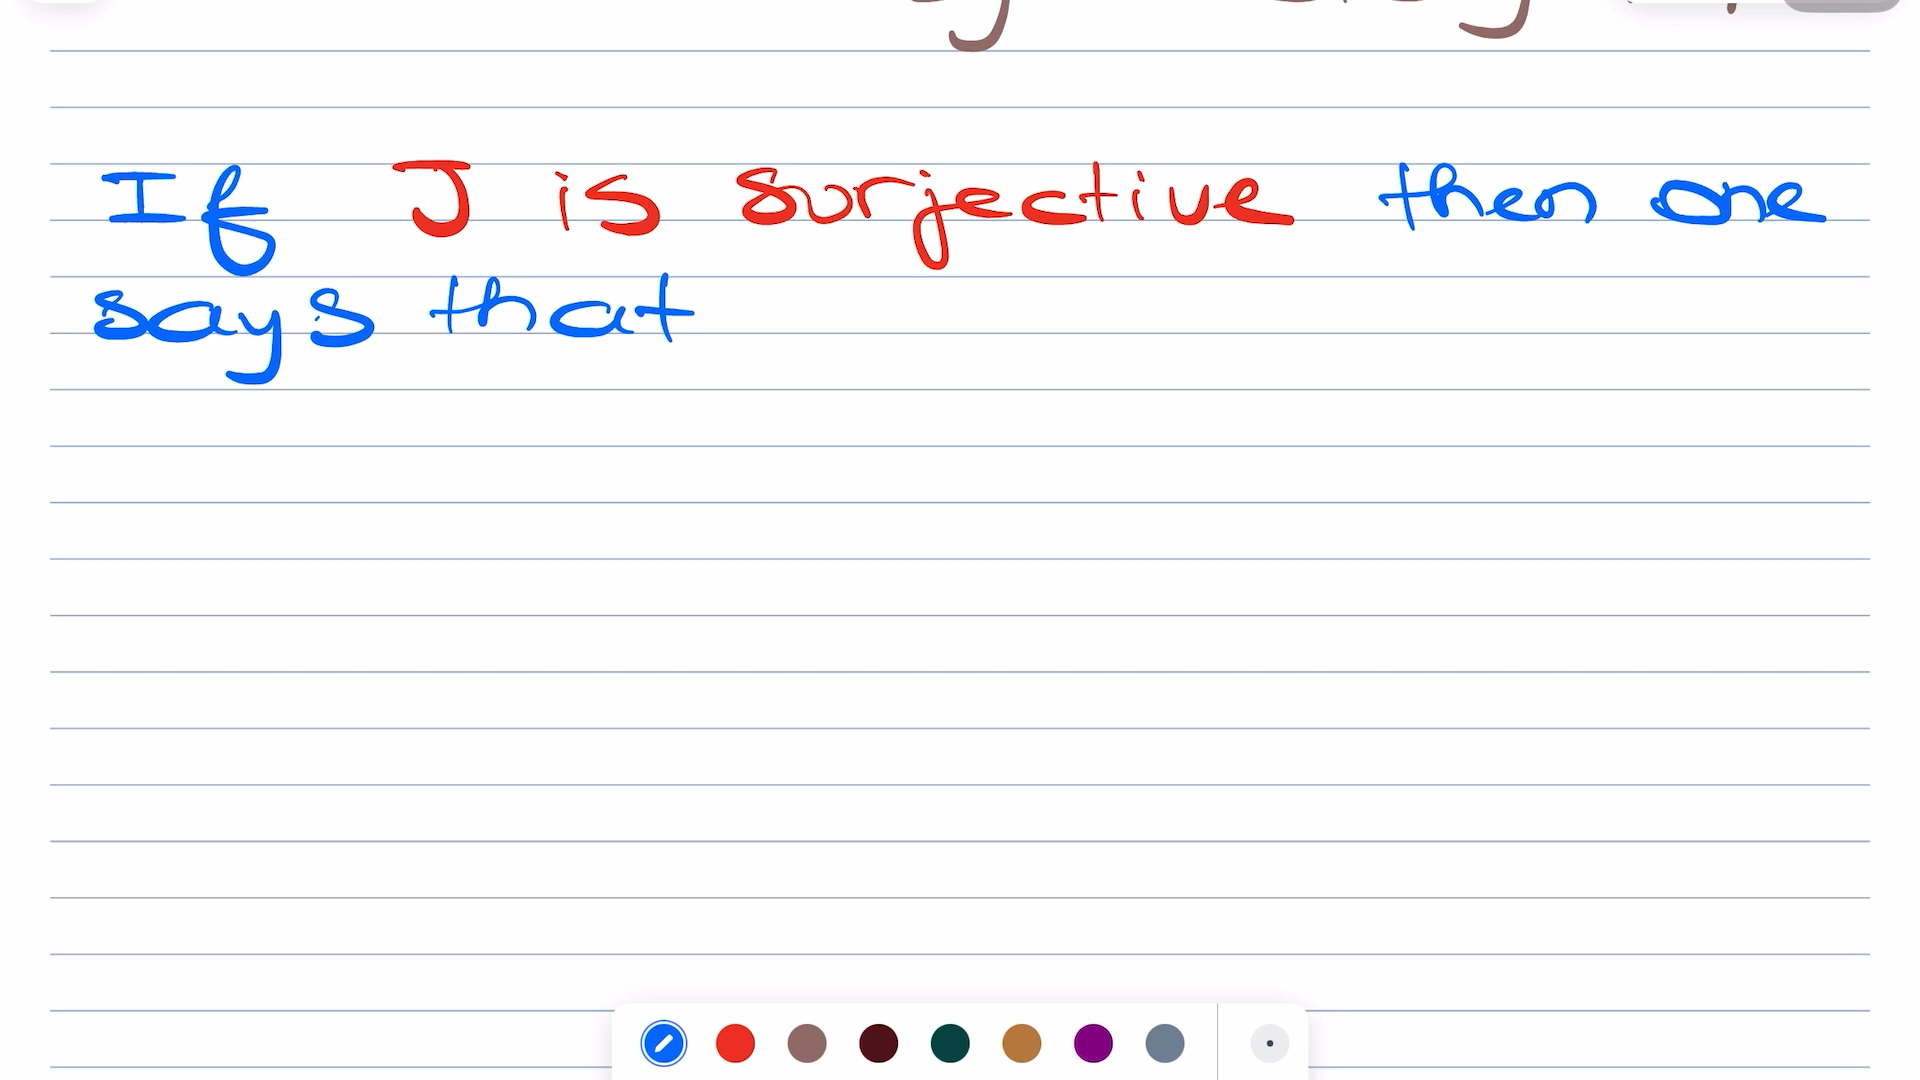 If J is surjective then one
says that